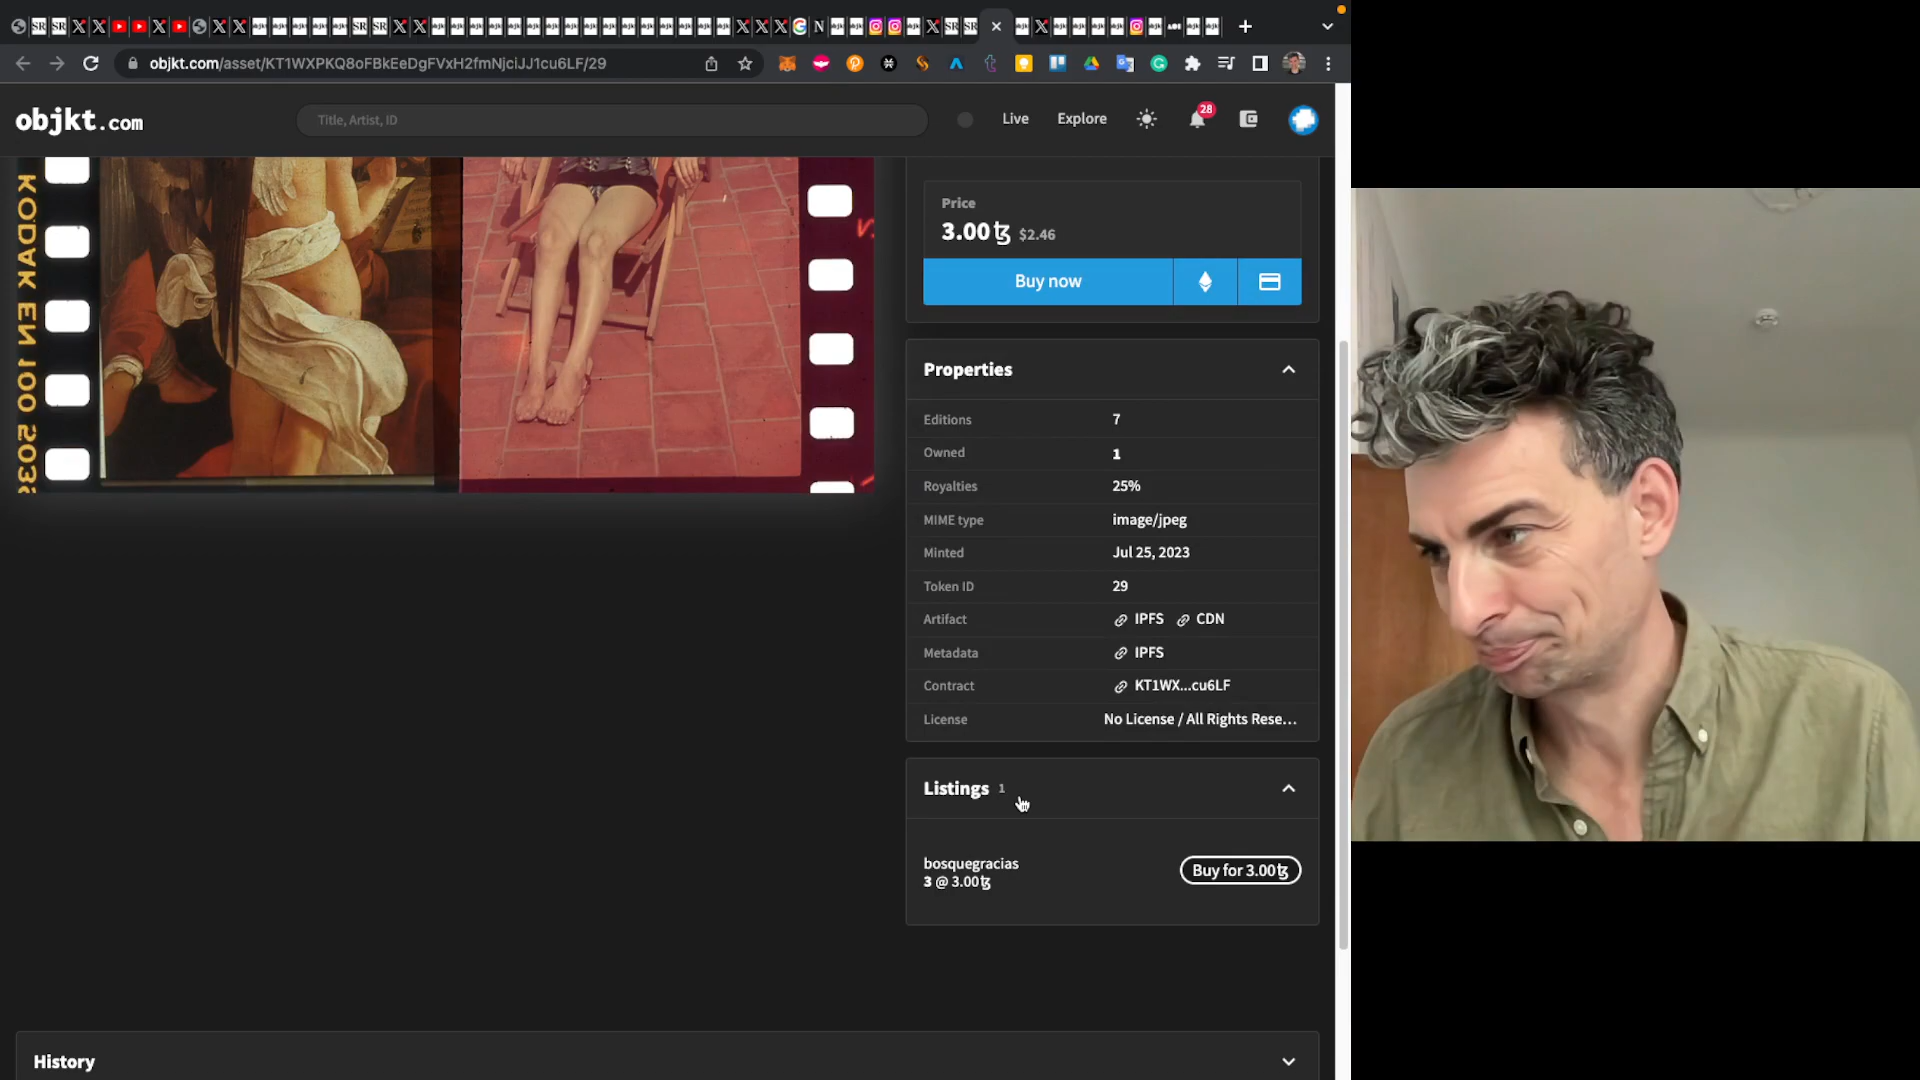 objkt.com/asset/KT1WXPKQ8oFBkEeDgFVxH2fmNjciJJ1cu6LF/29
objkt.com
Title, Artist, ID
Live
Explore
28
KODAK EN 100 503
Price
3.00 ꜩ $2.46
Buy now
Properties
Editions 7
Owned 1
Royalties 25%
MIME type image/jpeg
Minted Jul 25, 2023
Token ID 29
Artifact IPFS CDN
Metadata IPFS
Contract KT1WX...cu6LF
License No License / All Rights Rese...
Listings 1
bosquegracias
3 @ 3.00ꜩ
Buy for 3.00ꜩ
History